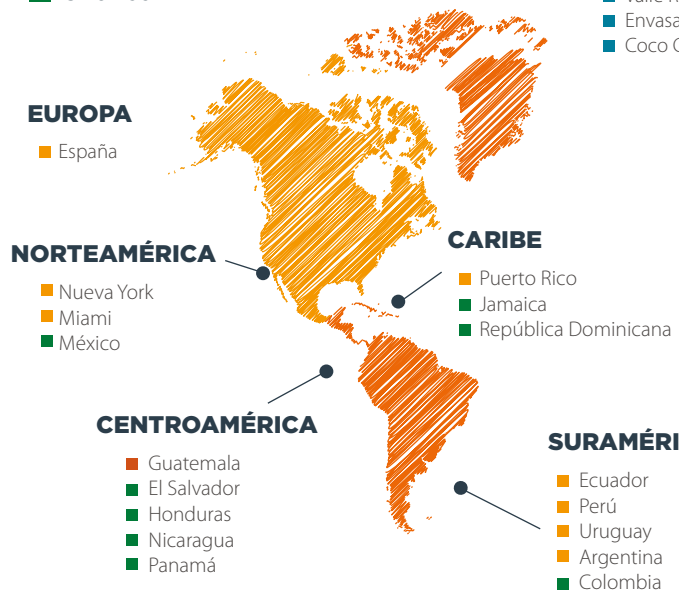 Envasa
Coco
EUROPA
España
NORTEAMÉRICA
Nueva York
Miami
México
CARIBE
Puerto Rico
Jamaica
República Dominicana
CENTROAMÉRICA
Guatemala
El Salvador
Honduras
Nicaragua
Panamá
SURAMÉRI
Ecuador
Perú
Uruguay
Argentina
Colombia